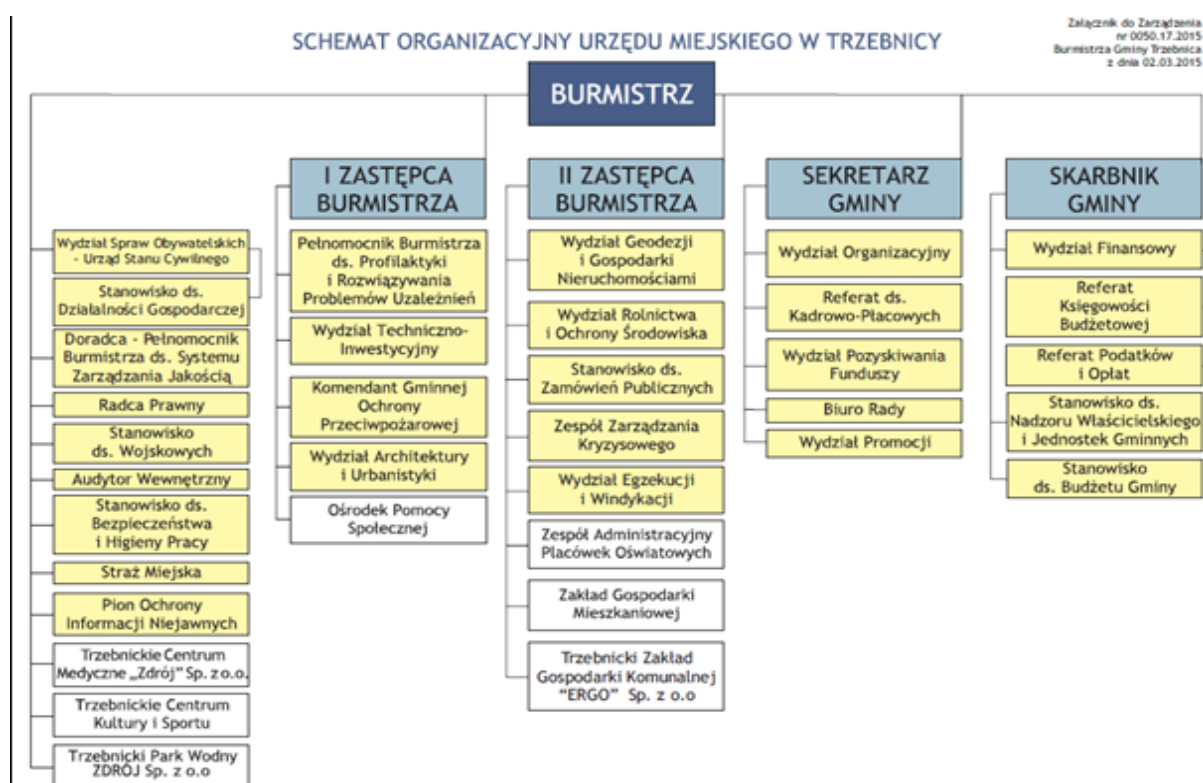 Załącznik do Zarządzenia
nr 0050.17.2015
Burmistrza Gminy Trzebnica
z dnia 02.03.2015
SCHEMAT ORGANIZACYJNY URZĘDU MIEJSKIEGO W TRZEBNICY
BURMISTRZ
Wydział Spraw Obywatelskich
- Urząd Stanu Cywilnego
Stanowisko ds.
Działalności Gospodarczej
Doradca - Pełnomocnik
Burmistrza ds. Systemu
Zarządzania Jakością
Radca Prawny
Stanowisko
ds. Wojskowych
Audytor Wewnętrzny
Stanowisko ds.
Bezpieczeństwa
i Higieny Pracy
Straż Miejska
Pion Ochrony
Informacji Niejawnych
Trzebnickie Centrum
Medyczne „Zdrój” Sp. z o.o.
Trzebnickie Centrum
Kultury i Sportu
Trzebnicki Park Wodny
ZDRÓJ Sp. z o.o
I ZASTĘPCA
BURMISTRZA
Pełnomocnik Burmistrza
ds. Profilaktyki
i Rozwiązywania
Problemów Uzależnień
Wydział Techniczno-
Inwestycyjny
Komendant Gminnej
Ochrony
Przeciwpożarowej
Wydział Architektury
i Urbanistyki
Ośrodek Pomocy
Społecznej
II ZASTĘPCA
BURMISTRZA
Wydział Geodezji
i Gospodarki
Nieruchomościami
Wydział Rolnictwa
i Ochrony Środowiska
Stanowisko ds.
Zamówień Publicznych
Zespół Zarządzania
Kryzysowego
Wydział Egzekucji
i Windykacji
Zespół Administracyjny
Placówek Oświatowych
Zakład Gospodarki
Mieszkaniowej
Trzebnicki Zakład
Gospodarki Komunalnej
“ERGO” Sp. z o.o
SEKRETARZ
GMINY
Wydział Organizacyjny
Referat ds.
Kadrowo-Płacowych
Wydział Pozyskiwania
Funduszy
Biuro Rady
Wydział Promocji
SKARBNIK
GMINY
Wydział Finansowy
Referat
Księgowości
Budżetowej
Referat Podatków
i Opłat
Stanowisko ds.
Nadzoru Właścicielskiego
i Jednostek Gminnych
Stanowisko
ds. Budżetu Gminy